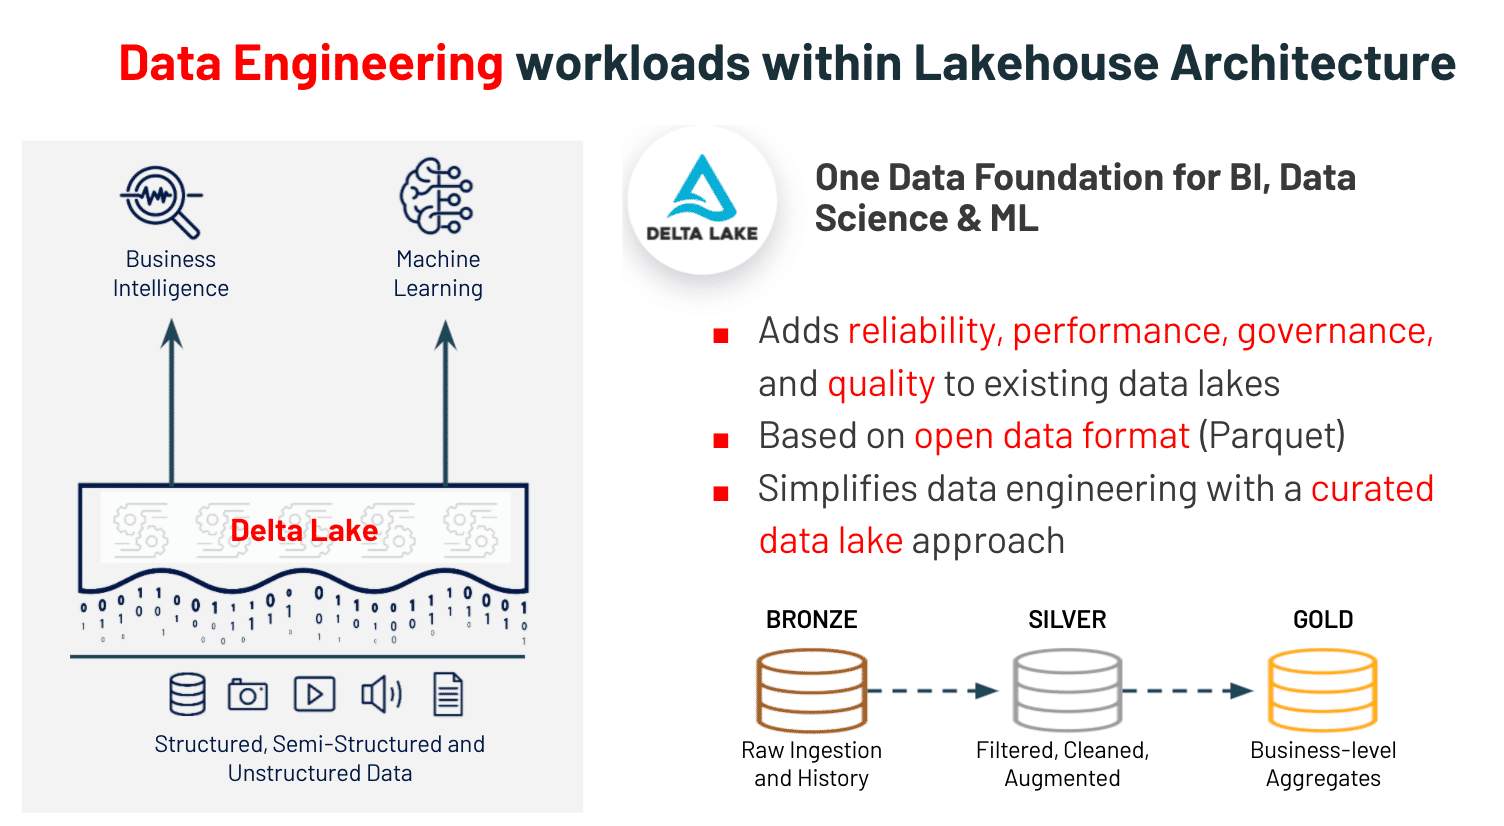 Data Engineering workloads within Lakehouse Architecture
Business
Intelligence
Machine
Learning
Delta Lake
Structured, Semi-Structured and
Unstructured Data
DELTA LAKE
One Data Foundation for BI, Data
Science & ML
Adds reliability, performance, governance,
and quality to existing data lakes
Based on open data format (Parquet)
Simplifies data engineering with a curated
data lake approach
BRONZE
Raw Ingestion
and History
SILVER
Filtered, Cleaned,
Augmented
GOLD
Business-level
Aggregates